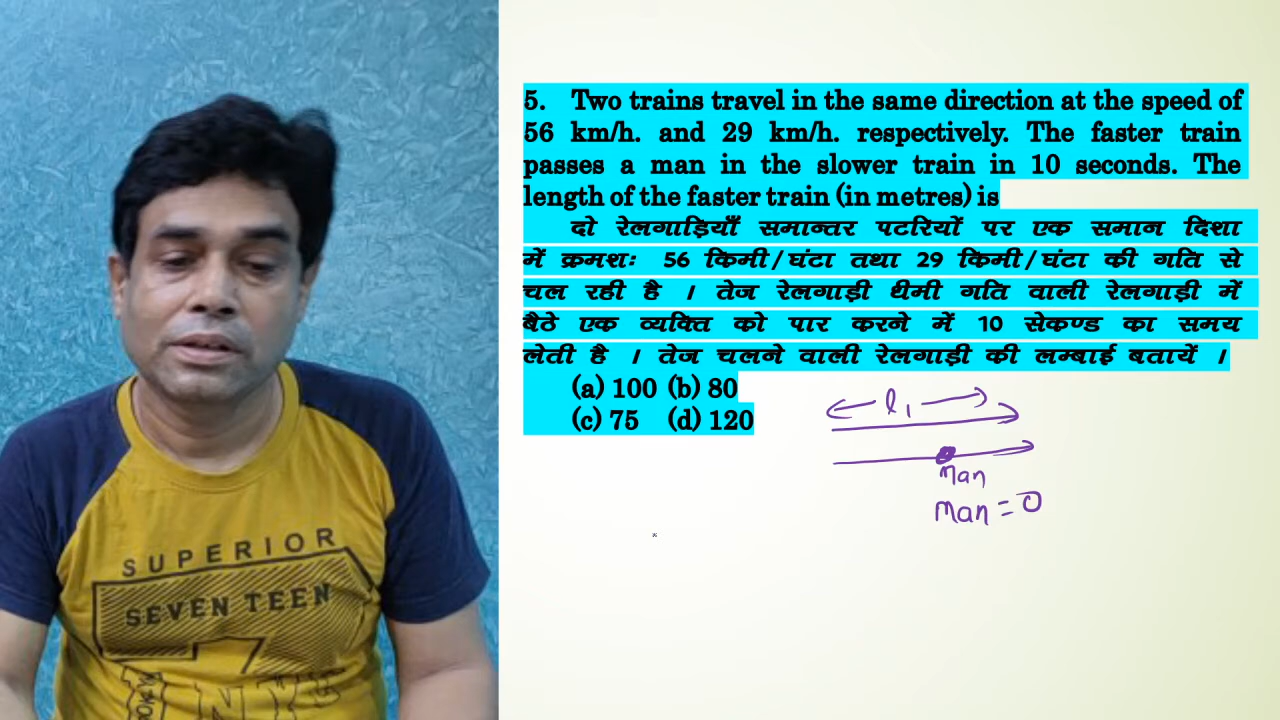 5. Two trains travel in the same direction at the speed of
56 km/h. and 29 km/h. respectively. The faster train
passes a man in the slower train in 10 seconds. The
length of the faster train (in metres) is
दो रेलगाड़ियाँ समान्तर पटरियों पर एक समान दिशा
में क्रमशः 56 किमी/घंटा तथा 29 किमी/घंटा की गति से
चल रही है । तेज रेलगाड़ी धीमी गति वाली रेलगाड़ी में
बैठे एक व्यक्ति को पार करने में 10 सेकण्ड का समय
लेती है । तेज चलने वाली रेलगाड़ी की लम्बाई बतायें ।
(a) 100 (b) 80
(c) 75 (d) 120
l1
man
man = 0
SUPERIOR
SEVEN TEEN
7
NYC